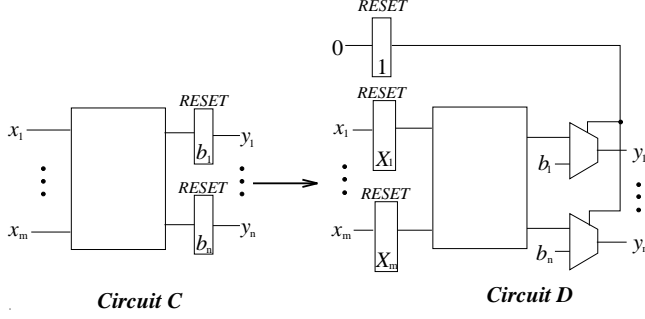 RESET
0
1
RESET
RESET
x1
b1
y1
x1
X1
b1
y1
RESET
RESET
xm
bn
yn
xm
Xm
bn
yn
Circuit C
Circuit D